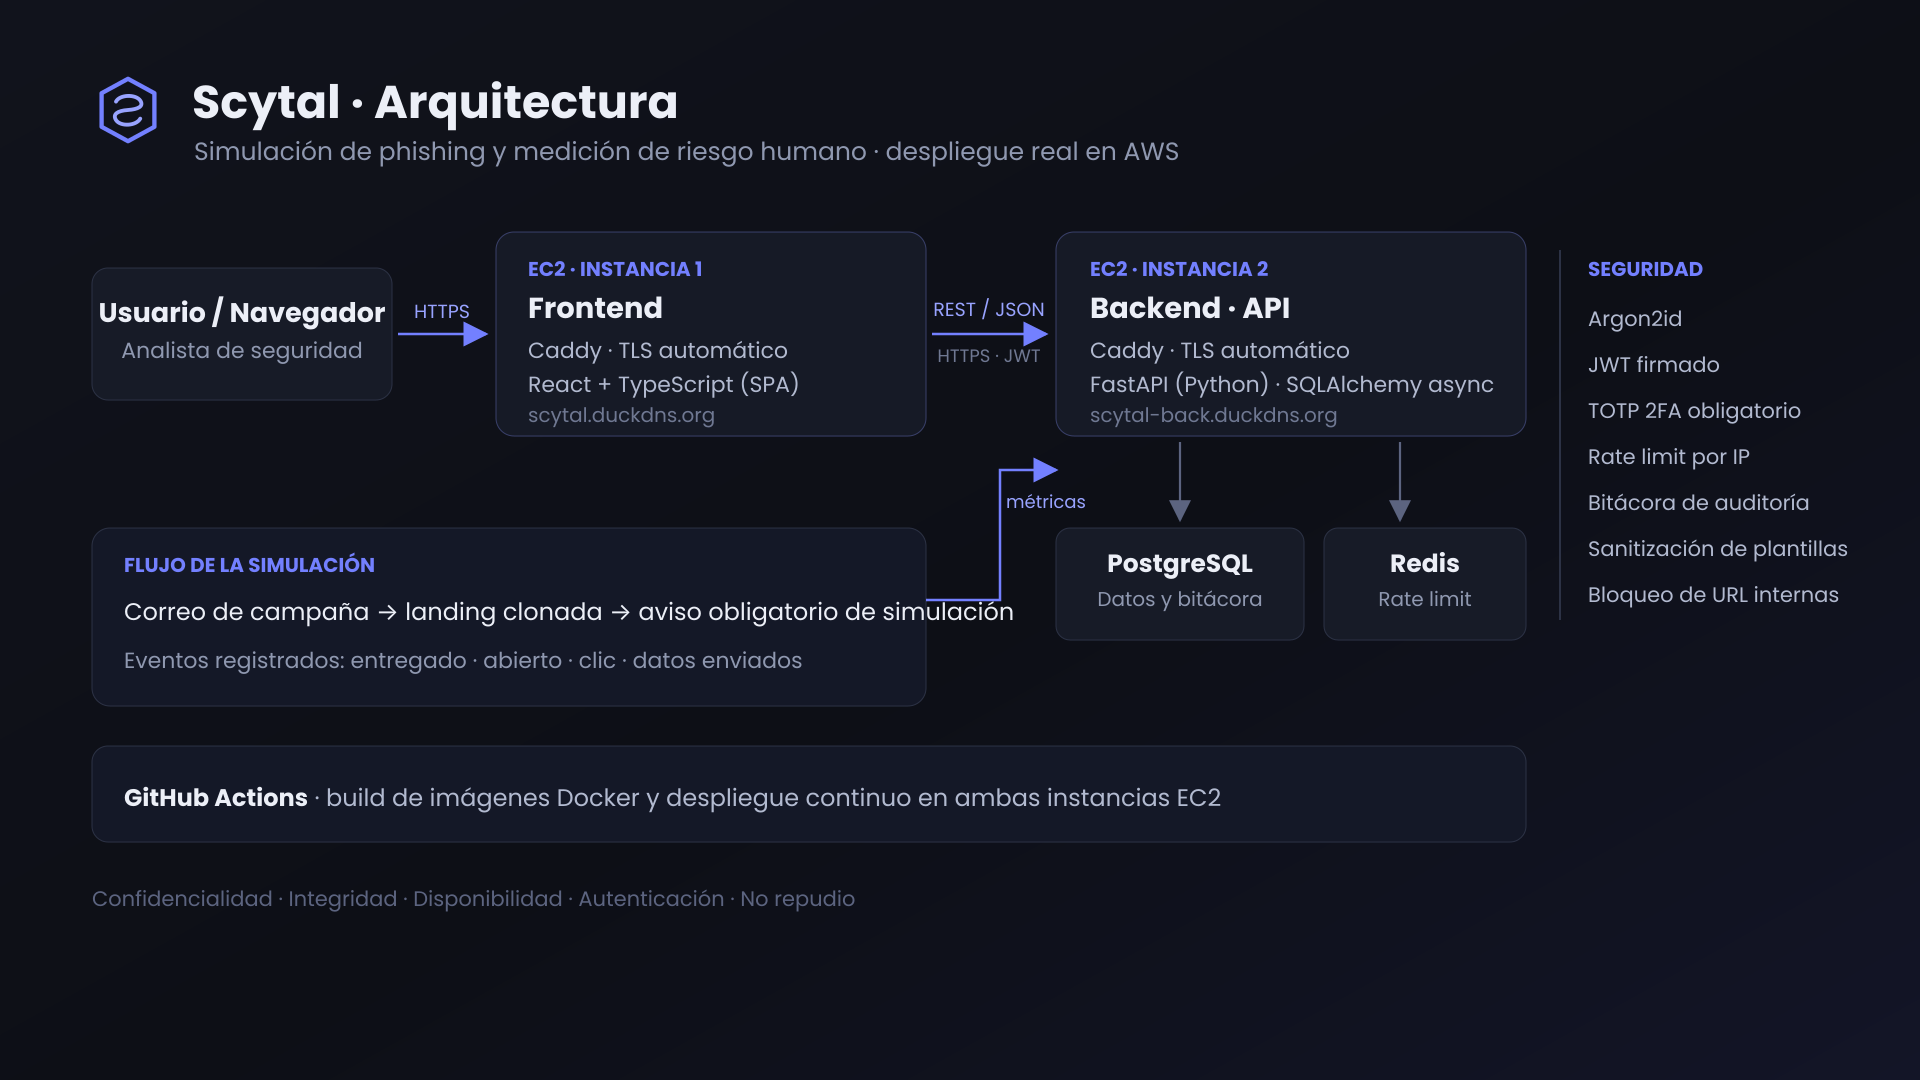 Scytal · Arquitectura
Simulación de phishing y medición de riesgo humano · despliegue real en AWS
Usuario / Navegador
Analista de seguridad
HTTPS
EC2 · INSTANCIA 1
Frontend
Caddy · TLS automático
React + TypeScript (SPA)
scytal.duckdns.org
REST / JSON
HTTPS · JWT
EC2 · INSTANCIA 2
Backend · API
Caddy · TLS automático
FastAPI (Python) · SQLAlchemy async
scytal-back.duckdns.org
SEGURIDAD
Argon2id
JWT firmado
TOTP 2FA obligatorio
Rate limit por IP
Bitácora de auditoría
Sanitización de plantillas
Bloqueo de URL internas
métricas
FLUJO DE LA SIMULACIÓN
Correo de campaña → landing clonada → aviso obligatorio de simulación
Eventos registrados: entregado · abierto · clic · datos enviados
PostgreSQL
Datos y bitácora
Redis
Rate limit
GitHub Actions · build de imágenes Docker y despliegue continuo en ambas instancias EC2
Confidencialidad · Integridad · Disponibilidad · Autenticación · No repudio